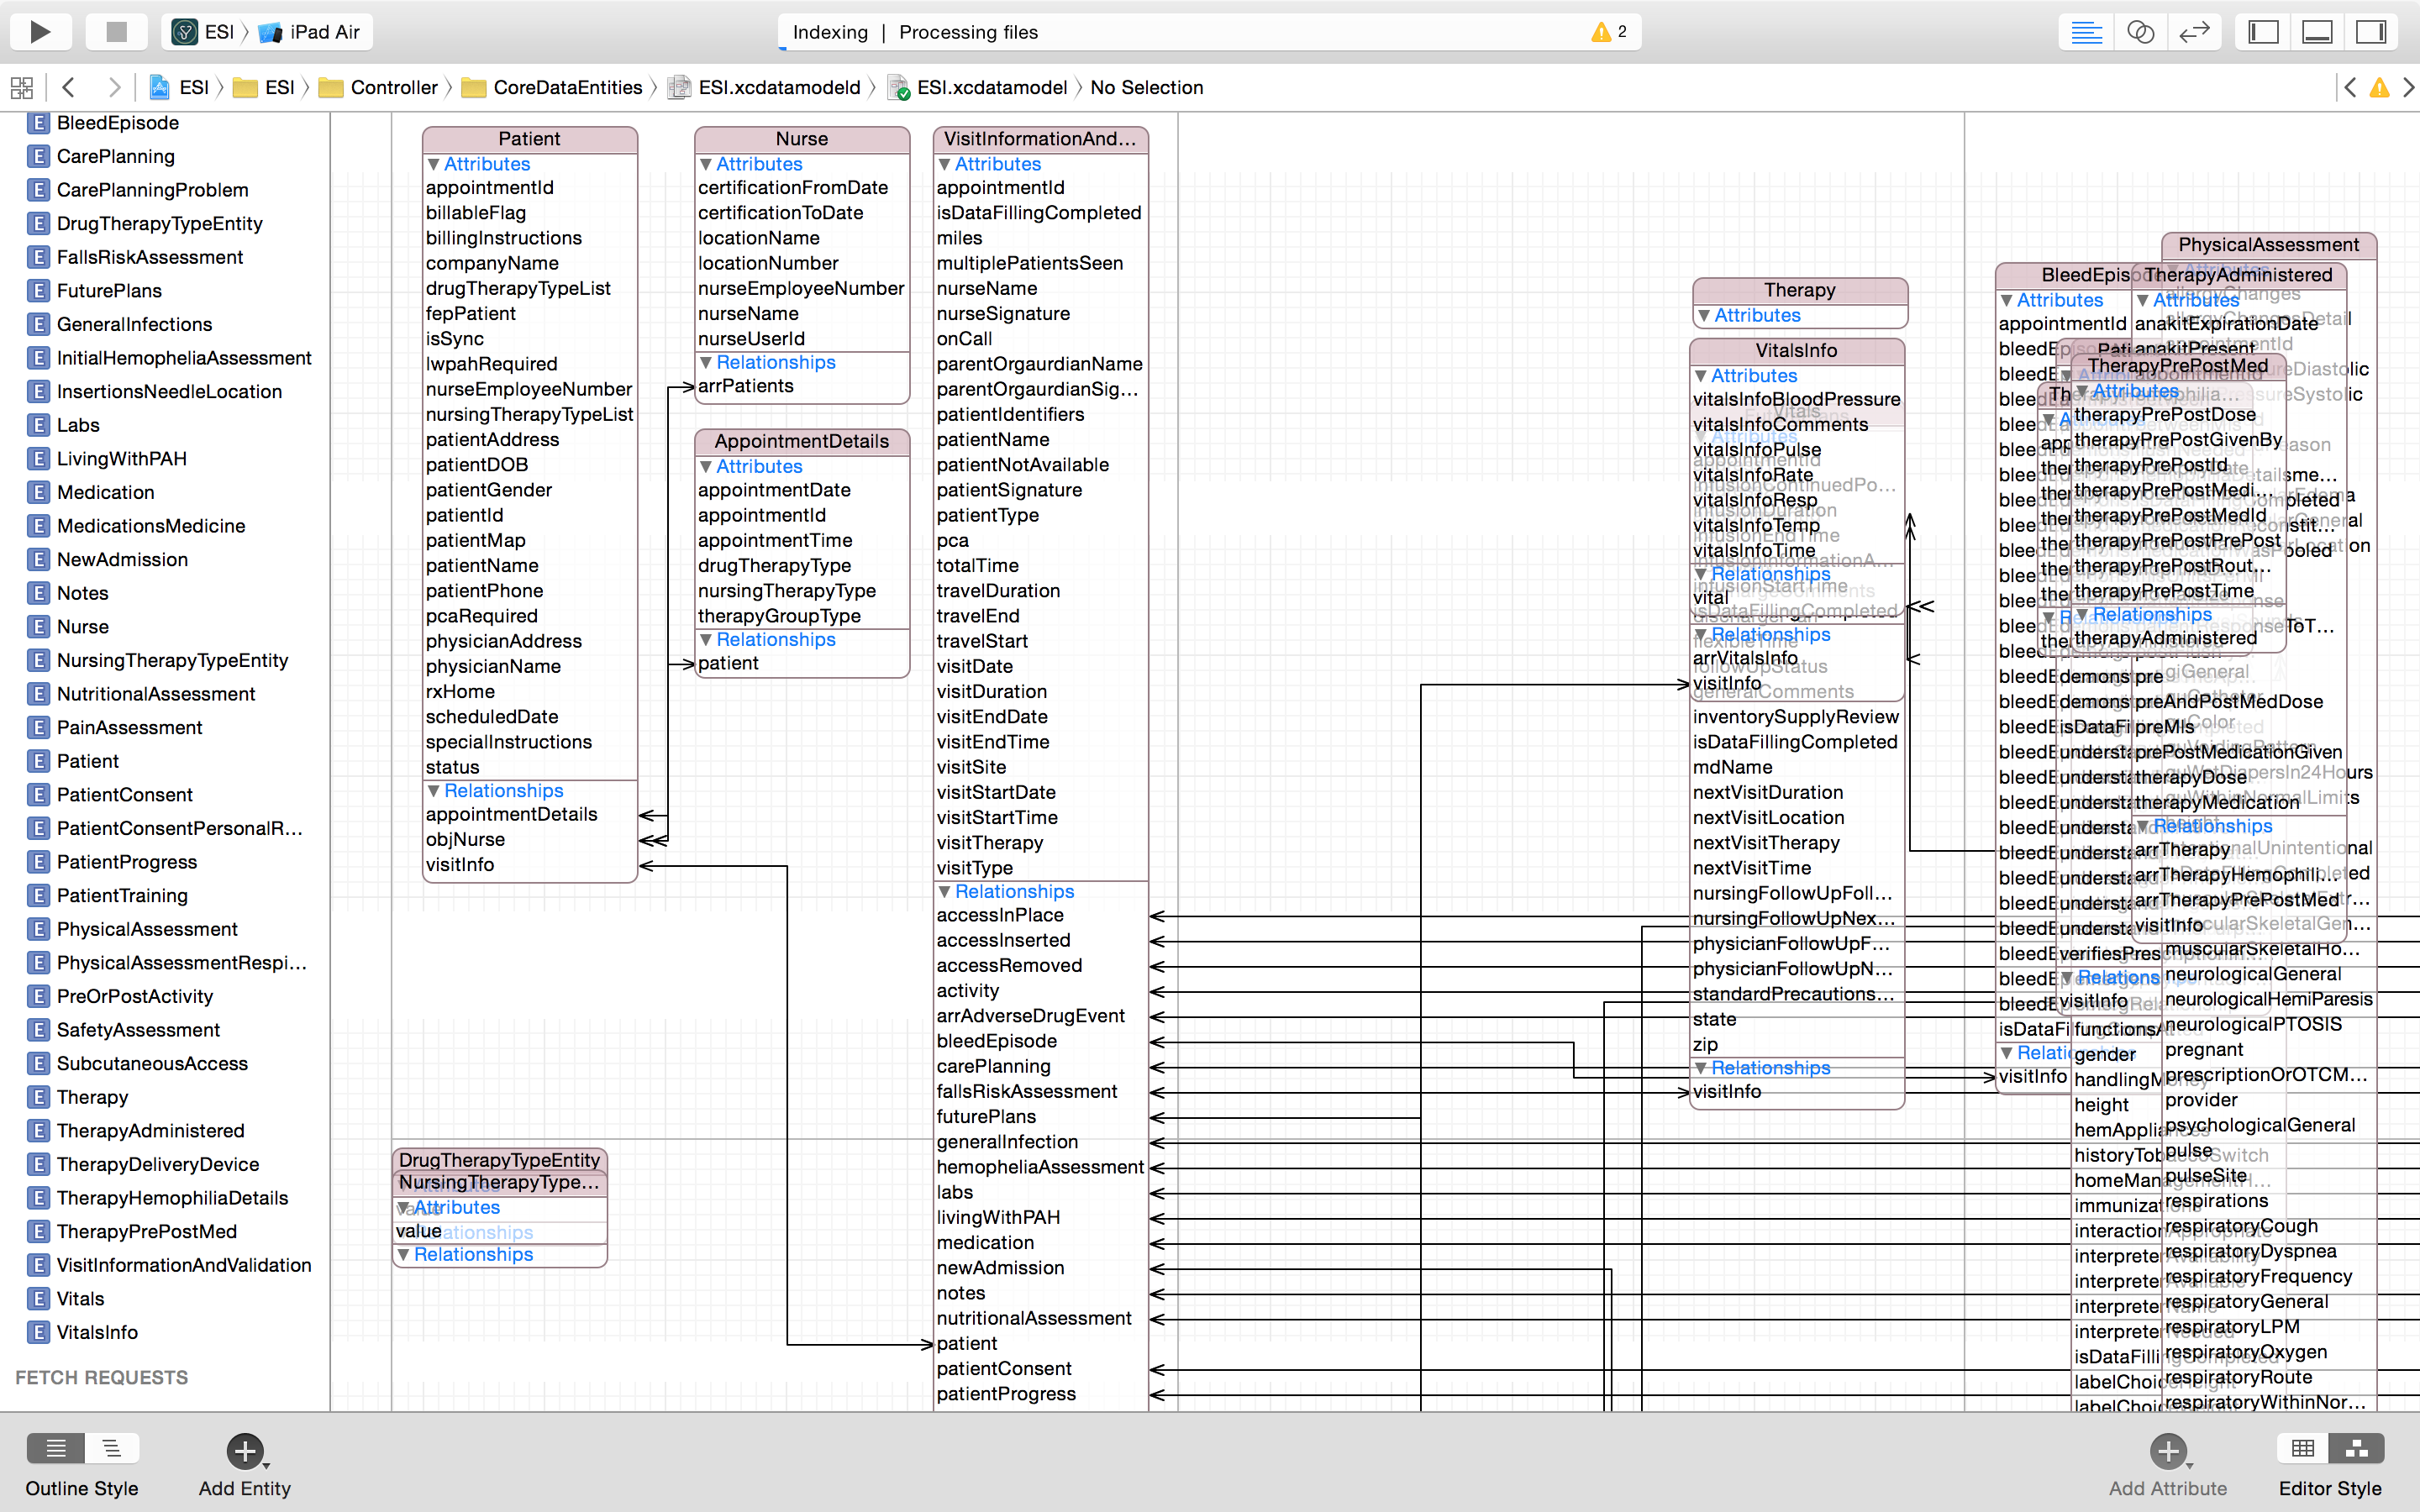 ESI
iPad Air
Indexing | Processing files
2
ESI
ESI
Controller
CoreDataEntities
ESI.xcdatamodeld
ESI.xcdatamodel
No Selection
BleedEpisode
CarePlanning
CarePlanningProblem
DrugTherapyTypeEntity
FallsRiskAssessment
FuturePlans
GeneralInfections
InitialHemopheliaAssessment
InsertionsNeedleLocation
Labs
LivingWithPAH
Medication
MedicationsMedicine
NewAdmission
Notes
Nurse
NursingTherapyTypeEntity
NutritionalAssessment
PainAssessment
Patient
PatientConsent
PatientConsentPersonalR...
PatientProgress
PatientTraining
PhysicalAssessment
PhysicalAssessmentRespi...
PreOrPostActivity
SafetyAssessment
SubcutaneousAccess
Therapy
TherapyAdministered
TherapyDeliveryDevice
TherapyHemophiliaDetails
TherapyPrePostMed
VisitInformationAndValidation
Vitals
VitalsInfo
FETCH REQUESTS
Patient
Attributes
appointmentId
billableFlag
billingInstructions
companyName
drugTherapyTypeList
fepPatient
isSync
lwpahRequired
nurseEmployeeNumber
nursingTherapyTypeList
patientAddress
patientDOB
patientGender
patientId
patientMap
patientName
patientPhone
pcaRequired
physicianAddress
physicianName
rxHome
scheduledDate
specialInstructions
status
Relationships
appointmentDetails
objNurse
visitInfo
DrugTherapyTypeEntity
NursingTherapyType...
Attributes
value
Relationships
Relationships
Nurse
Attributes
certificationFromDate
certificationToDate
locationName
locationNumber
nurseEmployeeNumber
nurseName
nurseUserId
Relationships
arrPatients
AppointmentDetails
Attributes
appointmentDate
appointmentId
appointmentTime
drugTherapyType
nursingTherapyType
therapyGroupType
Relationships
patient
VisitInformationAnd...
Attributes
appointmentId
isDataFillingCompleted
miles
multiplePatientsSeen
nurseName
nurseSignature
onCall
parentOrgaurdianName
parentOrgaurdianSig...
patientIdentifiers
patientName
patientNotAvailable
patientSignature
patientType
pca
totalTime
travelDuration
travelEnd
travelStart
visitDate
visitDuration
visitEndDate
visitEndTime
visitSite
visitStartDate
visitStartTime
visitTherapy
visitType
Relationships
accessInPlace
accessInserted
accessRemoved
activity
arrAdverseDrugEvent
bleedEpisode
carePlanning
fallsRiskAssessment
futurePlans
generalInfection
hemopheliaAssessment
labs
livingWithPAH
medication
newAdmission
notes
nutritionalAssessment
patient
patientConsent
patientProgress
Therapy
Attributes
VitalsInfo
Attributes
vitalsInfoBloodPressure
vitalsInfoComments
vitalsInfoPulse
vitalsInfoRate
vitalsInfoResp
vitalsInfoTemp
vitalsInfoTime
Relationships
vital
isDataFillingCompleted
Relationships
arrVitalsInfo
visitInfo
generalComments
inventorySupplyReview
isDataFillingCompleted
mdName
nextVisitDuration
nextVisitLocation
nextVisitTherapy
nextVisitTime
nursingFollowUpFoll...
nursingFollowUpNex...
physicianFollowUpF...
physicianFollowUpN...
standardPrecautions...
state
zip
Relationships
visitInfo
Attributes
appointmentId
visitInfo
TherapyAdministered
Attributes
anakitExpirationDate
anakitPresent
preAndPostMedDose
preMls
prePostMedicationGiven
therapyDose
therapyMedication
Relationships
arrTherapy
arrTherapyHemophili...
arrTherapyPrePostMed
visitInfo
TherapyPrePostMed
Attributes
therapyPrePostDose
therapyPrePostGivenBy
therapyPrePostId
therapyPrePostMedi...
therapyPrePostMedId
therapyPrePostPrePost
therapyPrePostRout...
therapyPrePostTime
Relationships
therapyAdministered
visitInfo
gender
height
PhysicalAssessment
muscularSkeletalHo...
neurologicalGeneral
neurologicalHemiParesis
neurologicalPTOSIS
pregnant
prescriptionOrOTCM...
provider
psychologicalGeneral
pulse
pulseSite
respirations
respiratoryCough
respiratoryDyspnea
respiratoryFrequency
respiratoryGeneral
respiratoryLPM
respiratoryOxygen
respiratoryRoute
respiratoryWithinNor...
Outline Style
Add Entity
Add Attribute
Editor Style